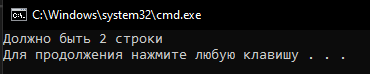 C:\Windows\system32\cmd.exe
Должно быть 2 строки
Для продолжения нажмите любую клавишу . . .